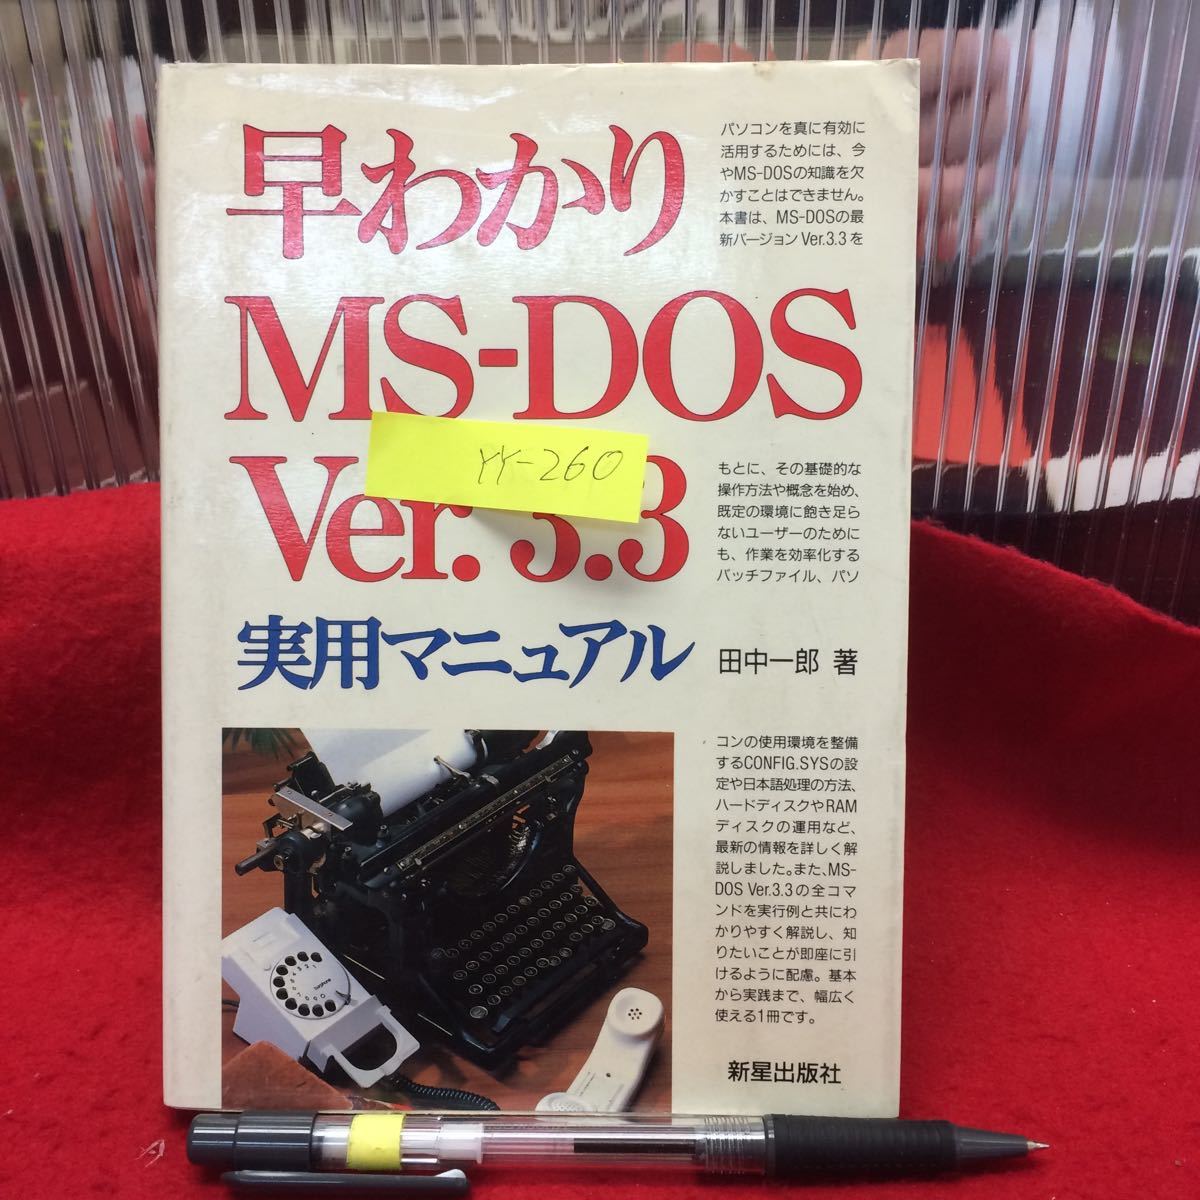 早わかり
MS-DOS
Ver. 3.3
実用マニュアル
パソコンを真に有効に
活用するためには、今
やMS-DOSの知識を欠
かすことはできません。
本書は、MS-DOSの最
新バージョン Ver.3.3 を
YY-260
もとに、その基礎的な
操作方法や概念を始め、
既定の環境に飽き足ら
ないユーザーのために
も、作業を効率化する
バッチファイル、パソ
田中一郎 著
コンの使用環境を整備
するCONFIG.SYSの設
定や日本語処理の方法、
ハードディスクやRAM
ディスクの運用など、
最新の情報を詳しく解
説しました。また、MS-
DOS Ver.3.3の全コマ
ンドを実行例と共にわ
かりやすく解説し、知
りたいことが即座に引
けるように配慮。基本
から実践まで、幅広く
使える1冊です。
新星出版社